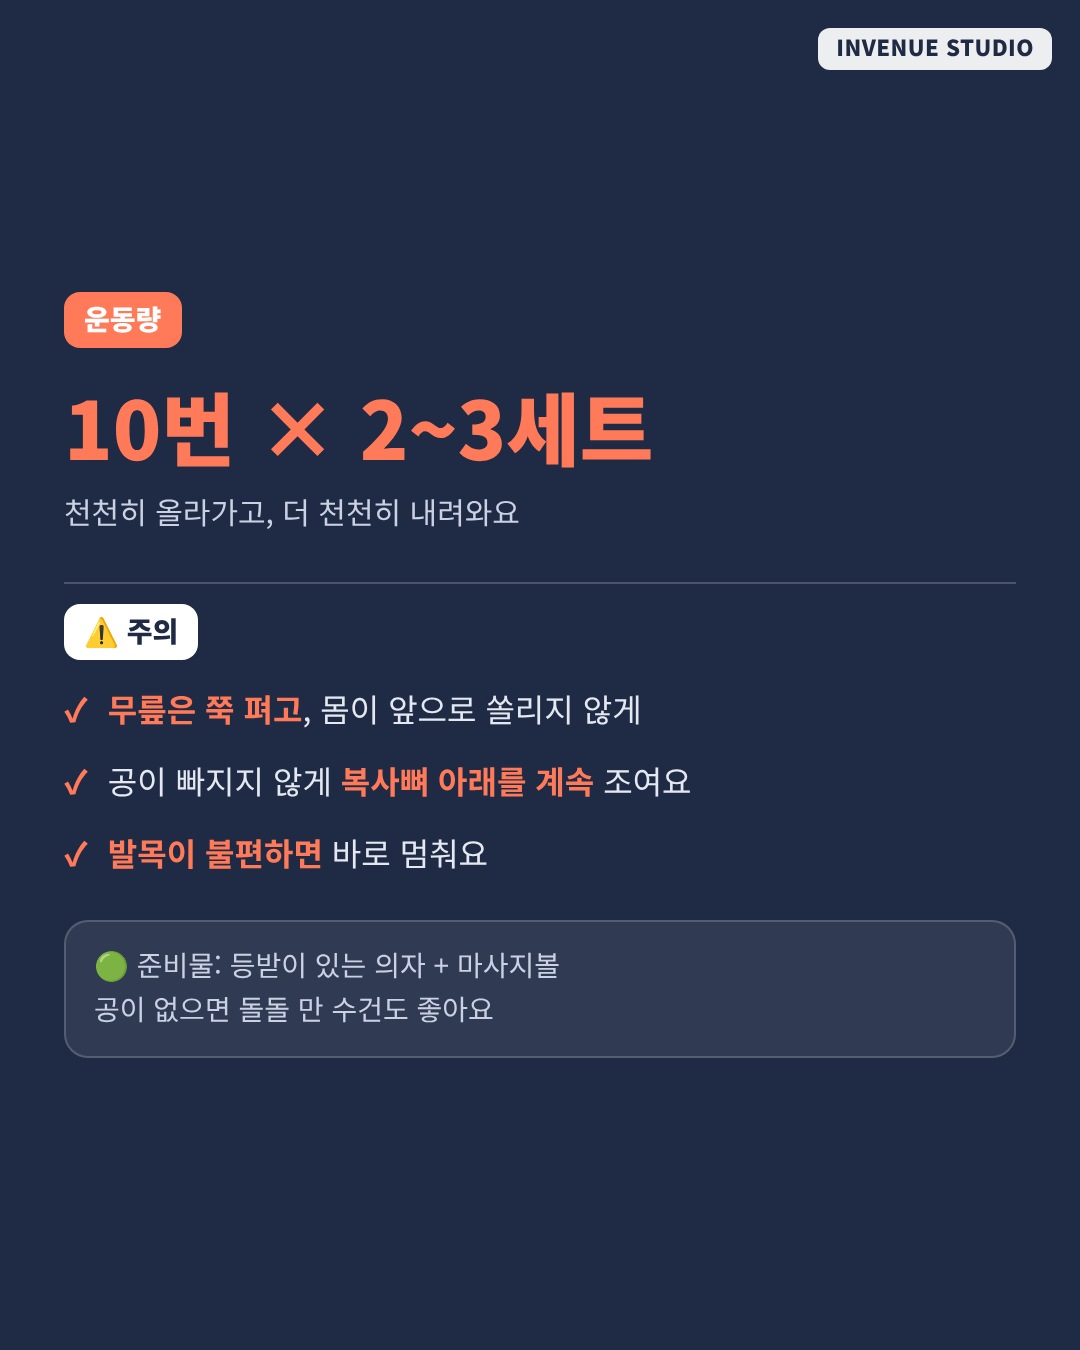 INVENUE STUDIO
운동량
10번 × 2~3세트
천천히 올라가고, 더 천천히 내려와요
⚠️ 주의
✓ 무릎은 쭉 펴고, 몸이 앞으로 쏠리지 않게
✓ 공이 빠지지 않게 복사뼈 아래를 계속 조여요
✓ 발목이 불편하면 바로 멈춰요
🟢 준비물: 등받이 있는 의자 + 마사지볼
공이 없으면 돌돌 만 수건도 좋아요